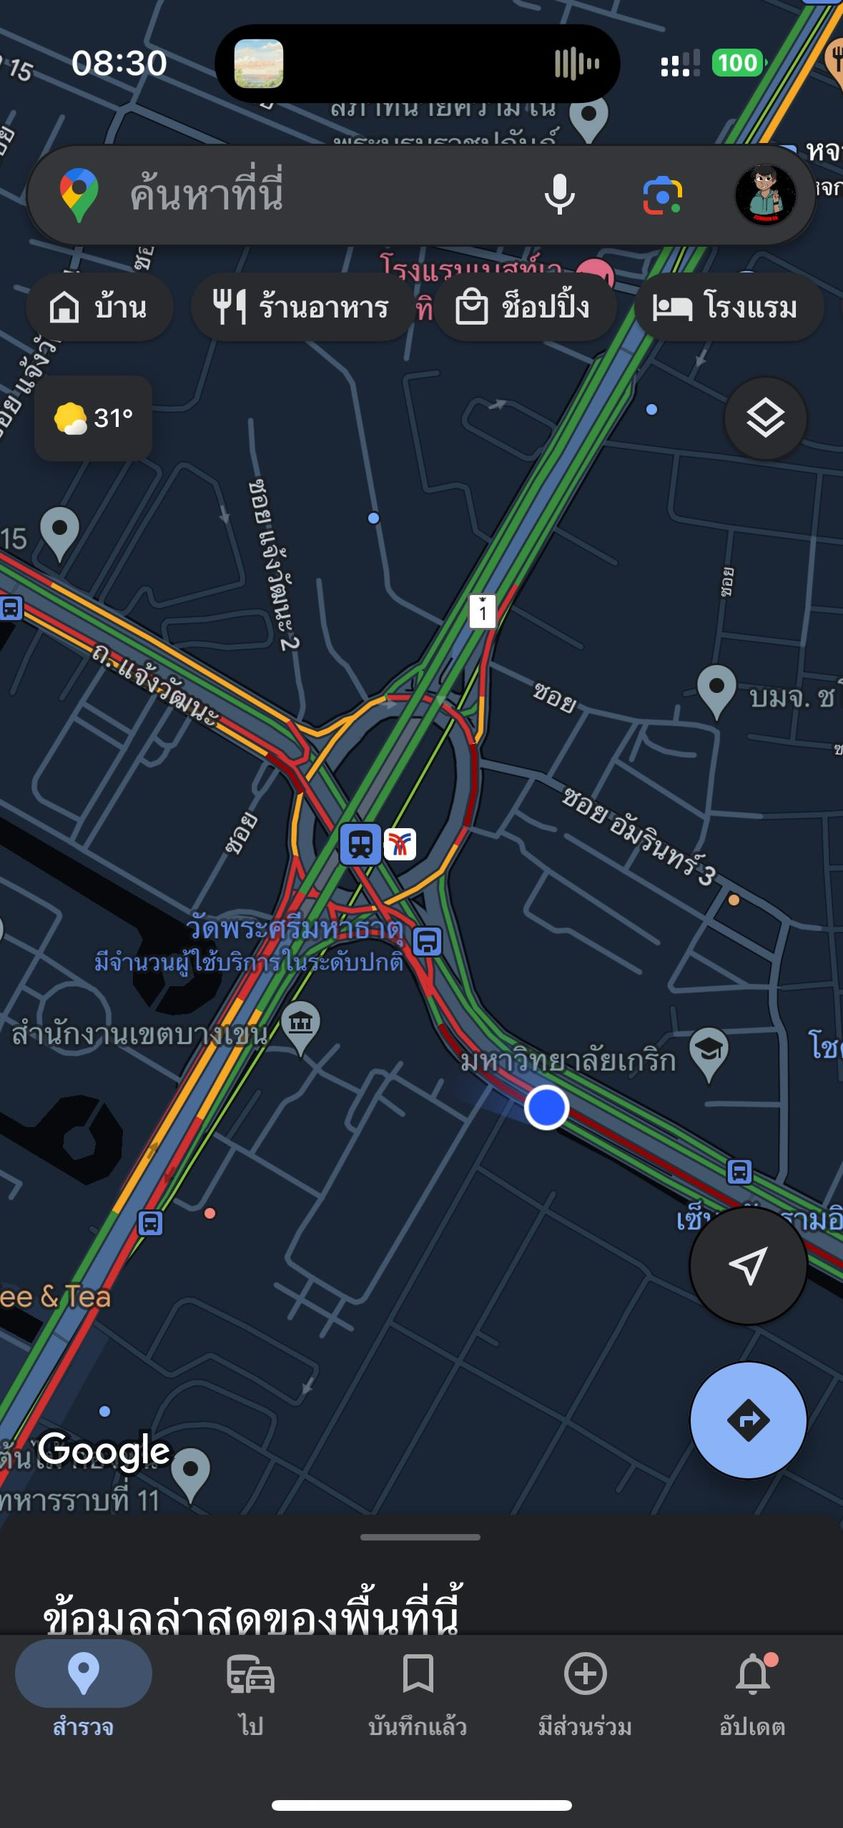 08:30
100
15
ค้นหาที่นี่
บ้าน
ร้านอาหาร
ช็อปปิ้ง
โรงแรม
31°
ซอย แจ้งวัฒนะ 2
15
1
ซอย
ถ. แจ้งวัฒนะ
ซอย
บมจ. ช
ซอย อัมรินทร์ 3
ซอย
วัดพระศรีมหาธาตุ
มีจำนวนผู้ใช้บริการในระดับปกติ
สำนักงานเขตบางเขน
มหาวิทยาลัยเกริก
ee & Tea
Google
ทหารราบที่ 11
ข้อมูลล่าสุดของพื้นที่นี้
สำรวจ
ไป
บันทึกแล้ว
มีส่วนร่วม
อัปเดต